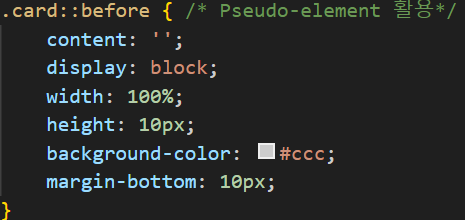 .card::before { /* Pseudo-element 활용*/
    content: '';
    display: block;
    width: 100%;
    height: 10px;
    background-color: #ccc;
    margin-bottom: 10px;
}